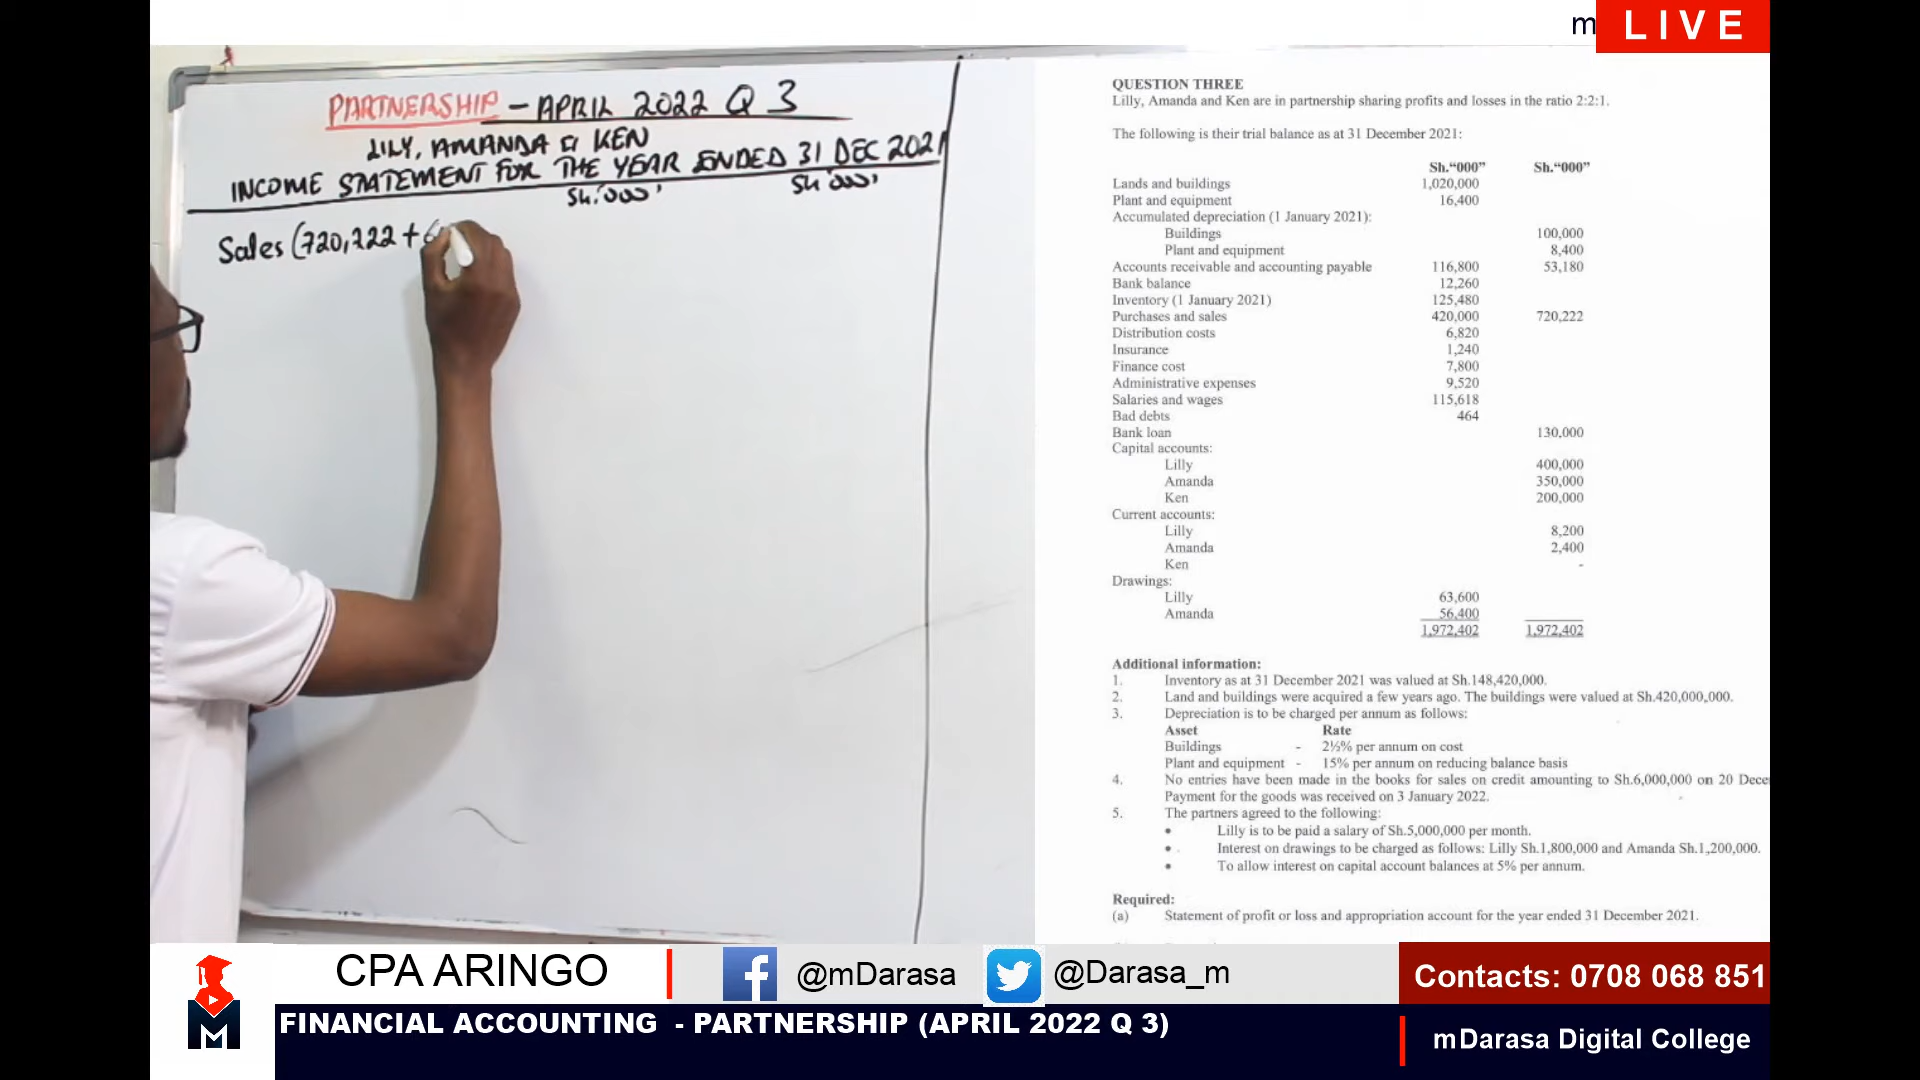 m
LIVE
PARTNERSHIP - APRIL 2022 Q 3
LILY, AMANDA & KEN
INCOME STATEMENT FOR THE YEAR ENDED 31 DEC 2021
Sh.'000' Sh.'000'
Sales (720,222 +
QUESTION THREE
Lilly, Amanda and Ken are in partnership sharing profits and losses in the ratio 2:2:1.
The following is their trial balance as at 31 December 2021:
Sh."000" Sh."000"
Lands and buildings 1,020,000
Plant and equipment 16,400
Accumulated depreciation (1 January 2021):
Buildings 100,000
Plant and equipment 8,400
Accounts receivable and accounting payable 116,800 53,180
Bank balance 12,260
Inventory (1 January 2021) 125,480
Purchases and sales 420,000 720,222
Distribution costs 6,820
Insurance 1,240
Finance cost 7,800
Administrative expenses 9,520
Salaries and wages 115,618
Bad debts 464
Bank loan 130,000
Capital accounts:
Lilly 400,000
Amanda 350,000
Ken 200,000
Current accounts:
Lilly 8,200
Amanda 2,400
Ken -
Drawings:
Lilly 63,600
Amanda 56,400
1,972,402 1,972,402
Additional information:
1. Inventory as at 31 December 2021 was valued at Sh.148,420,000.
2. Land and buildings were acquired a few years ago. The buildings were valued at Sh.420,000,000.
3. Depreciation is to be charged per annum as follows:
Asset Rate
Buildings - 2½% per annum on cost
Plant and equipment - 15% per annum on reducing balance basis
4. No entries have been made in the books for sales on credit amounting to Sh.6,000,000 on 20 Dece
Payment for the goods was received on 3 January 2022.
5. The partners agreed to the following:
• Lilly is to be paid a salary of Sh.5,000,000 per month.
• Interest on drawings to be charged as follows: Lilly Sh.1,800,000 and Amanda Sh.1,200,000.
• To allow interest on capital account balances at 5% per annum.
Required:
(a) Statement of profit or loss and appropriation account for the year ended 31 December 2021.
M
CPA ARINGO
@mDarasa
@Darasa_m
Contacts: 0708 068 851
FINANCIAL ACCOUNTING - PARTNERSHIP (APRIL 2022 Q 3)
mDarasa Digital College